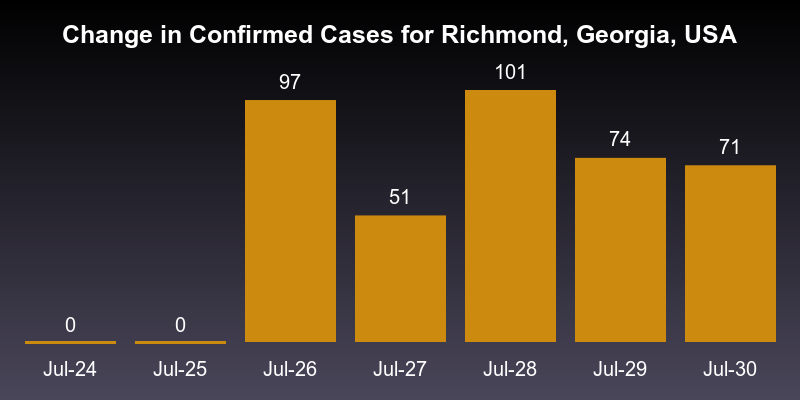 Change in Confirmed Cases for Richmond, Georgia, USA
0 0 97 51 101 74 71
Jul-24 Jul-25 Jul-26 Jul-27 Jul-28 Jul-29 Jul-30